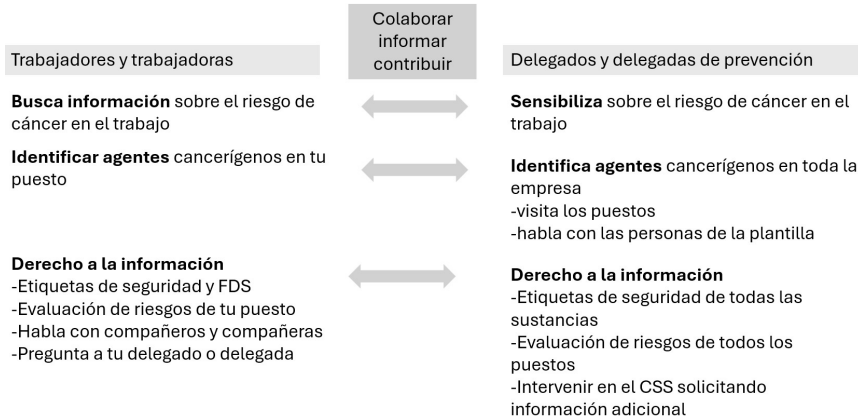 Colaborar
informar
contribuir
Trabajadores y trabajadoras
Delegados y delegadas de prevención
Busca información sobre el riesgo de
cáncer en el trabajo
Sensibiliza sobre el riesgo de cáncer en el
trabajo
Identificar agentes cancerígenos en tu
puesto
Identifica agentes cancerígenos en toda la
empresa
-visita los puestos
-habla con las personas de la plantilla
Derecho a la información
-Etiquetas de seguridad y FDS
-Evaluación de riesgos de tu puesto
-Habla con compañeros y compañeras
-Pregunta a tu delegado o delegada
Derecho a la información
-Etiquetas de seguridad de todas las
sustancias
-Evaluación de riesgos de todos los
puestos
-Intervenir en el CSS solicitando
información adicional